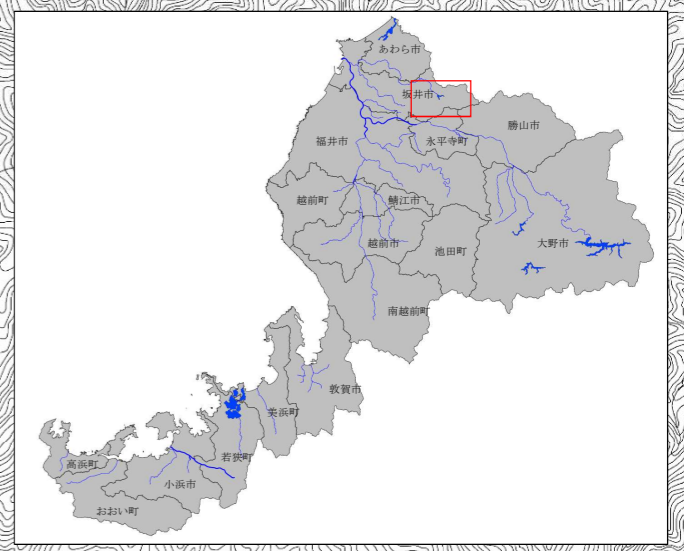 あわら市
坂井市
勝山市
福井市
永平寺町
越前町
鯖江市
越前市
池田町
大野市
南越前町
敦賀市
美浜町
若狭町
高浜町
小浜市
おおい町